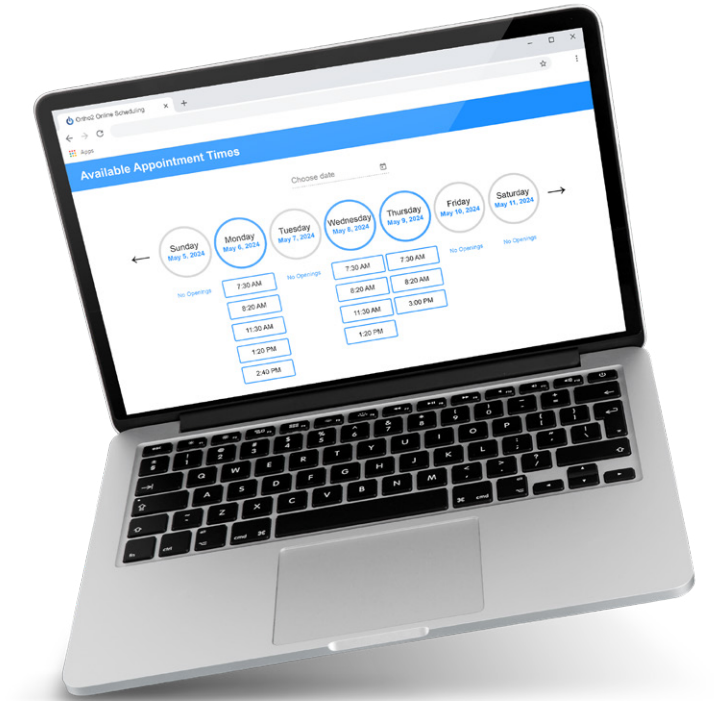 Ortho2 Online Scheduling
Apps
Available Appointment Times
Choose date
Sunday
May 5, 2024
No Openings
Monday
May 6, 2024
7:30 AM
8:20 AM
11:30 AM
1:20 PM
2:40 PM
Tuesday
May 7, 2024
No Openings
Wednesday
May 8, 2024
7:30 AM
8:20 AM
11:30 AM
1:20 PM
Thursday
May 9, 2024
7:30 AM
8:20 AM
3:00 PM
Friday
May 10, 2024
No Openings
Saturday
May 11, 2024
No Openings
Q W E R T Y U I O P
A S D F G H J K L
Z X C V B N M
fn ctrl cmd cmd